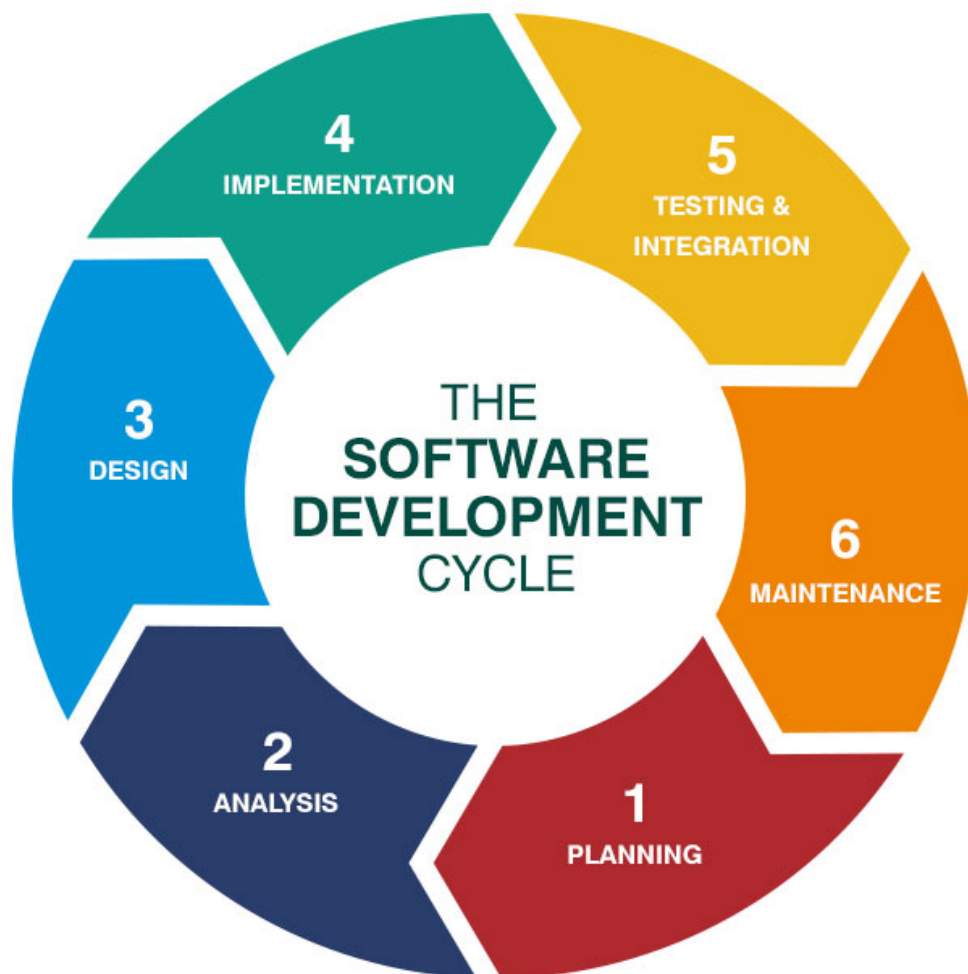 THE
SOFTWARE
DEVELOPMENT
CYCLE
1
PLANNING
2
ANALYSIS
3
DESIGN
4
IMPLEMENTATION
5
TESTING &
INTEGRATION
6
MAINTENANCE